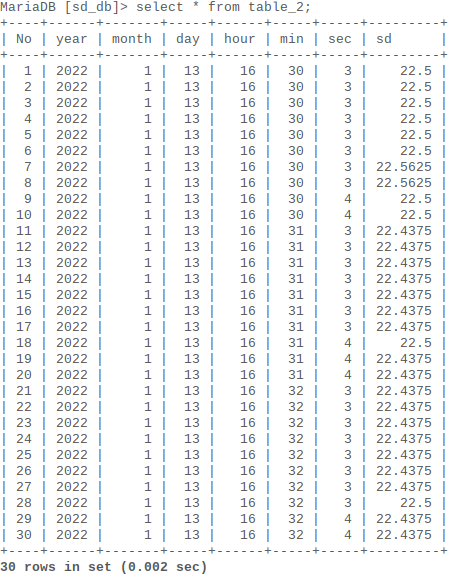 MariaDB [sd_db]> select * from table_2;
+----+------+-------+-----+------+-----+-----+---------+
| No | year | month | day | hour | min | sec | sd      |
+----+------+-------+-----+------+-----+-----+---------+
|  1 | 2022 |     1 |  13 |   16 |  30 |   3 |    22.5 |
|  2 | 2022 |     1 |  13 |   16 |  30 |   3 |    22.5 |
|  3 | 2022 |     1 |  13 |   16 |  30 |   3 |    22.5 |
|  4 | 2022 |     1 |  13 |   16 |  30 |   3 |    22.5 |
|  5 | 2022 |     1 |  13 |   16 |  30 |   3 |    22.5 |
|  6 | 2022 |     1 |  13 |   16 |  30 |   3 |    22.5 |
|  7 | 2022 |     1 |  13 |   16 |  30 |   3 | 22.5625 |
|  8 | 2022 |     1 |  13 |   16 |  30 |   3 | 22.5625 |
|  9 | 2022 |     1 |  13 |   16 |  30 |   4 |    22.5 |
| 10 | 2022 |     1 |  13 |   16 |  30 |   4 |    22.5 |
| 11 | 2022 |     1 |  13 |   16 |  31 |   3 | 22.4375 |
| 12 | 2022 |     1 |  13 |   16 |  31 |   3 | 22.4375 |
| 13 | 2022 |     1 |  13 |   16 |  31 |   3 | 22.4375 |
| 14 | 2022 |     1 |  13 |   16 |  31 |   3 | 22.4375 |
| 15 | 2022 |     1 |  13 |   16 |  31 |   3 | 22.4375 |
| 16 | 2022 |     1 |  13 |   16 |  31 |   3 | 22.4375 |
| 17 | 2022 |     1 |  13 |   16 |  31 |   3 | 22.4375 |
| 18 | 2022 |     1 |  13 |   16 |  31 |   4 |    22.5 |
| 19 | 2022 |     1 |  13 |   16 |  31 |   4 | 22.4375 |
| 20 | 2022 |     1 |  13 |   16 |  31 |   4 | 22.4375 |
| 21 | 2022 |     1 |  13 |   16 |  32 |   3 | 22.4375 |
| 22 | 2022 |     1 |  13 |   16 |  32 |   3 | 22.4375 |
| 23 | 2022 |     1 |  13 |   16 |  32 |   3 | 22.4375 |
| 24 | 2022 |     1 |  13 |   16 |  32 |   3 | 22.4375 |
| 25 | 2022 |     1 |  13 |   16 |  32 |   3 | 22.4375 |
| 26 | 2022 |     1 |  13 |   16 |  32 |   3 | 22.4375 |
| 27 | 2022 |     1 |  13 |   16 |  32 |   3 | 22.4375 |
| 28 | 2022 |     1 |  13 |   16 |  32 |   3 |    22.5 |
| 29 | 2022 |     1 |  13 |   16 |  32 |   4 | 22.4375 |
| 30 | 2022 |     1 |  13 |   16 |  32 |   4 | 22.4375 |
+----+------+-------+-----+------+-----+-----+---------+
30 rows in set (0.002 sec)